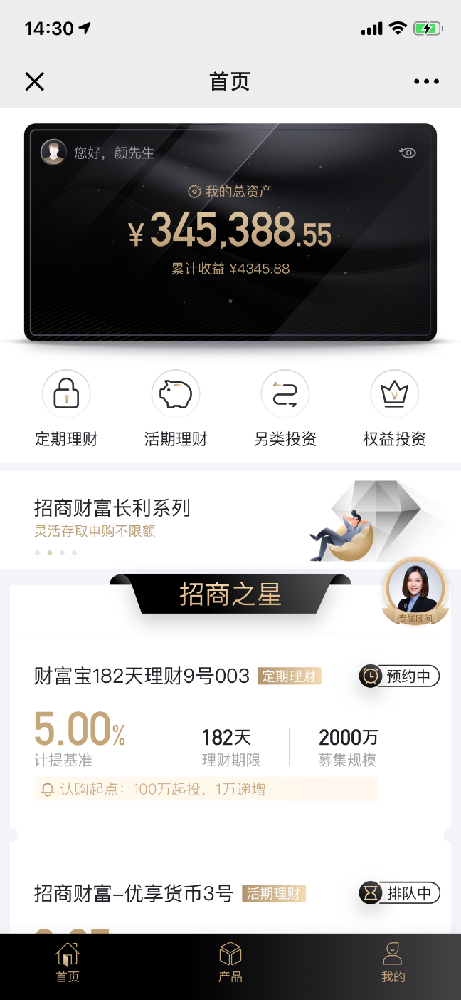 14:30
首页
您好，颜先生
我的总资产
¥345,388.55
累计收益 ¥4345.88
定期理财 活期理财 另类投资 权益投资
招商财富长利系列
灵活存取申购不限额
招商之星
专属顾问
财富宝182天理财9号003 定期理财 预约中
5.00% 182天 2000万
计提基准 理财期限 募集规模
认购起点：100万起投，1万递增
招商财富–优享货币3号 活期理财 排队中
首页 产品 我的